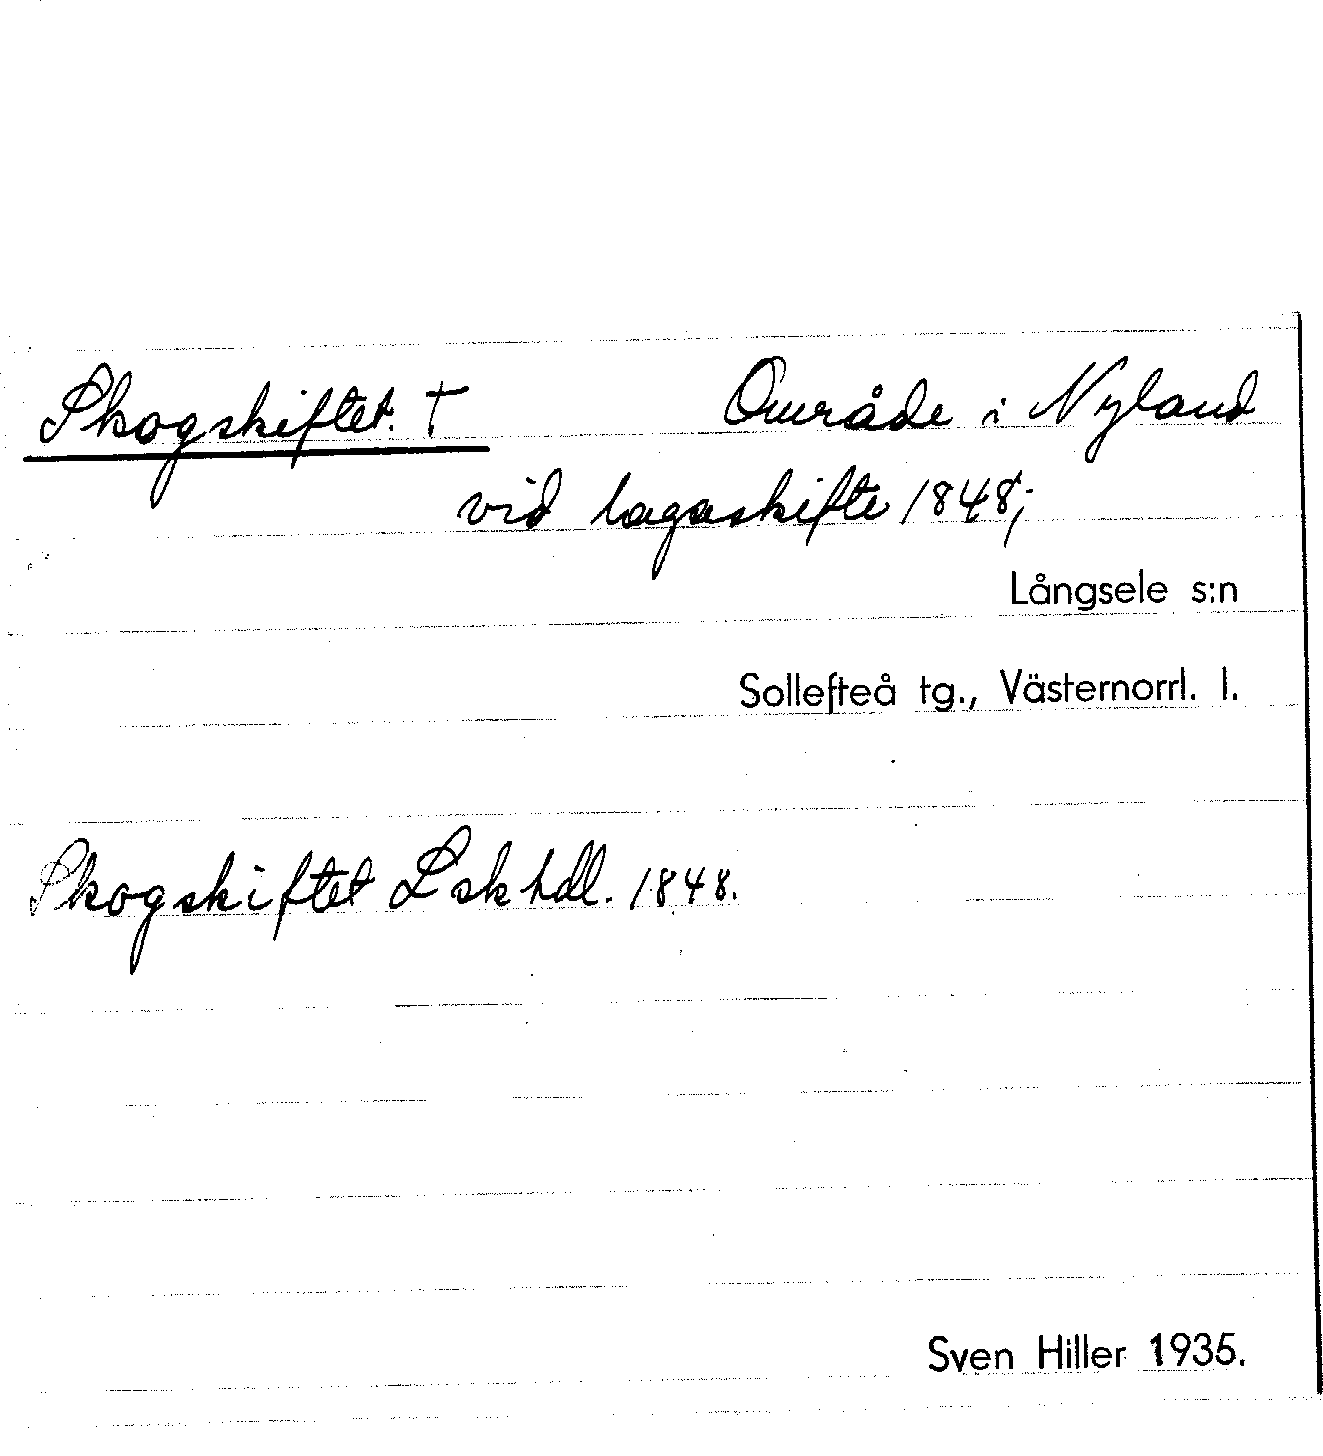 Skogskiftet. † Område i Nyland
vid lagaskifte 1848;
Långsele s:n
Sollefteå tg., Västernorrl. l.
Skogskiftet Lskhdl. 1848.
Sven Hiller 1935.